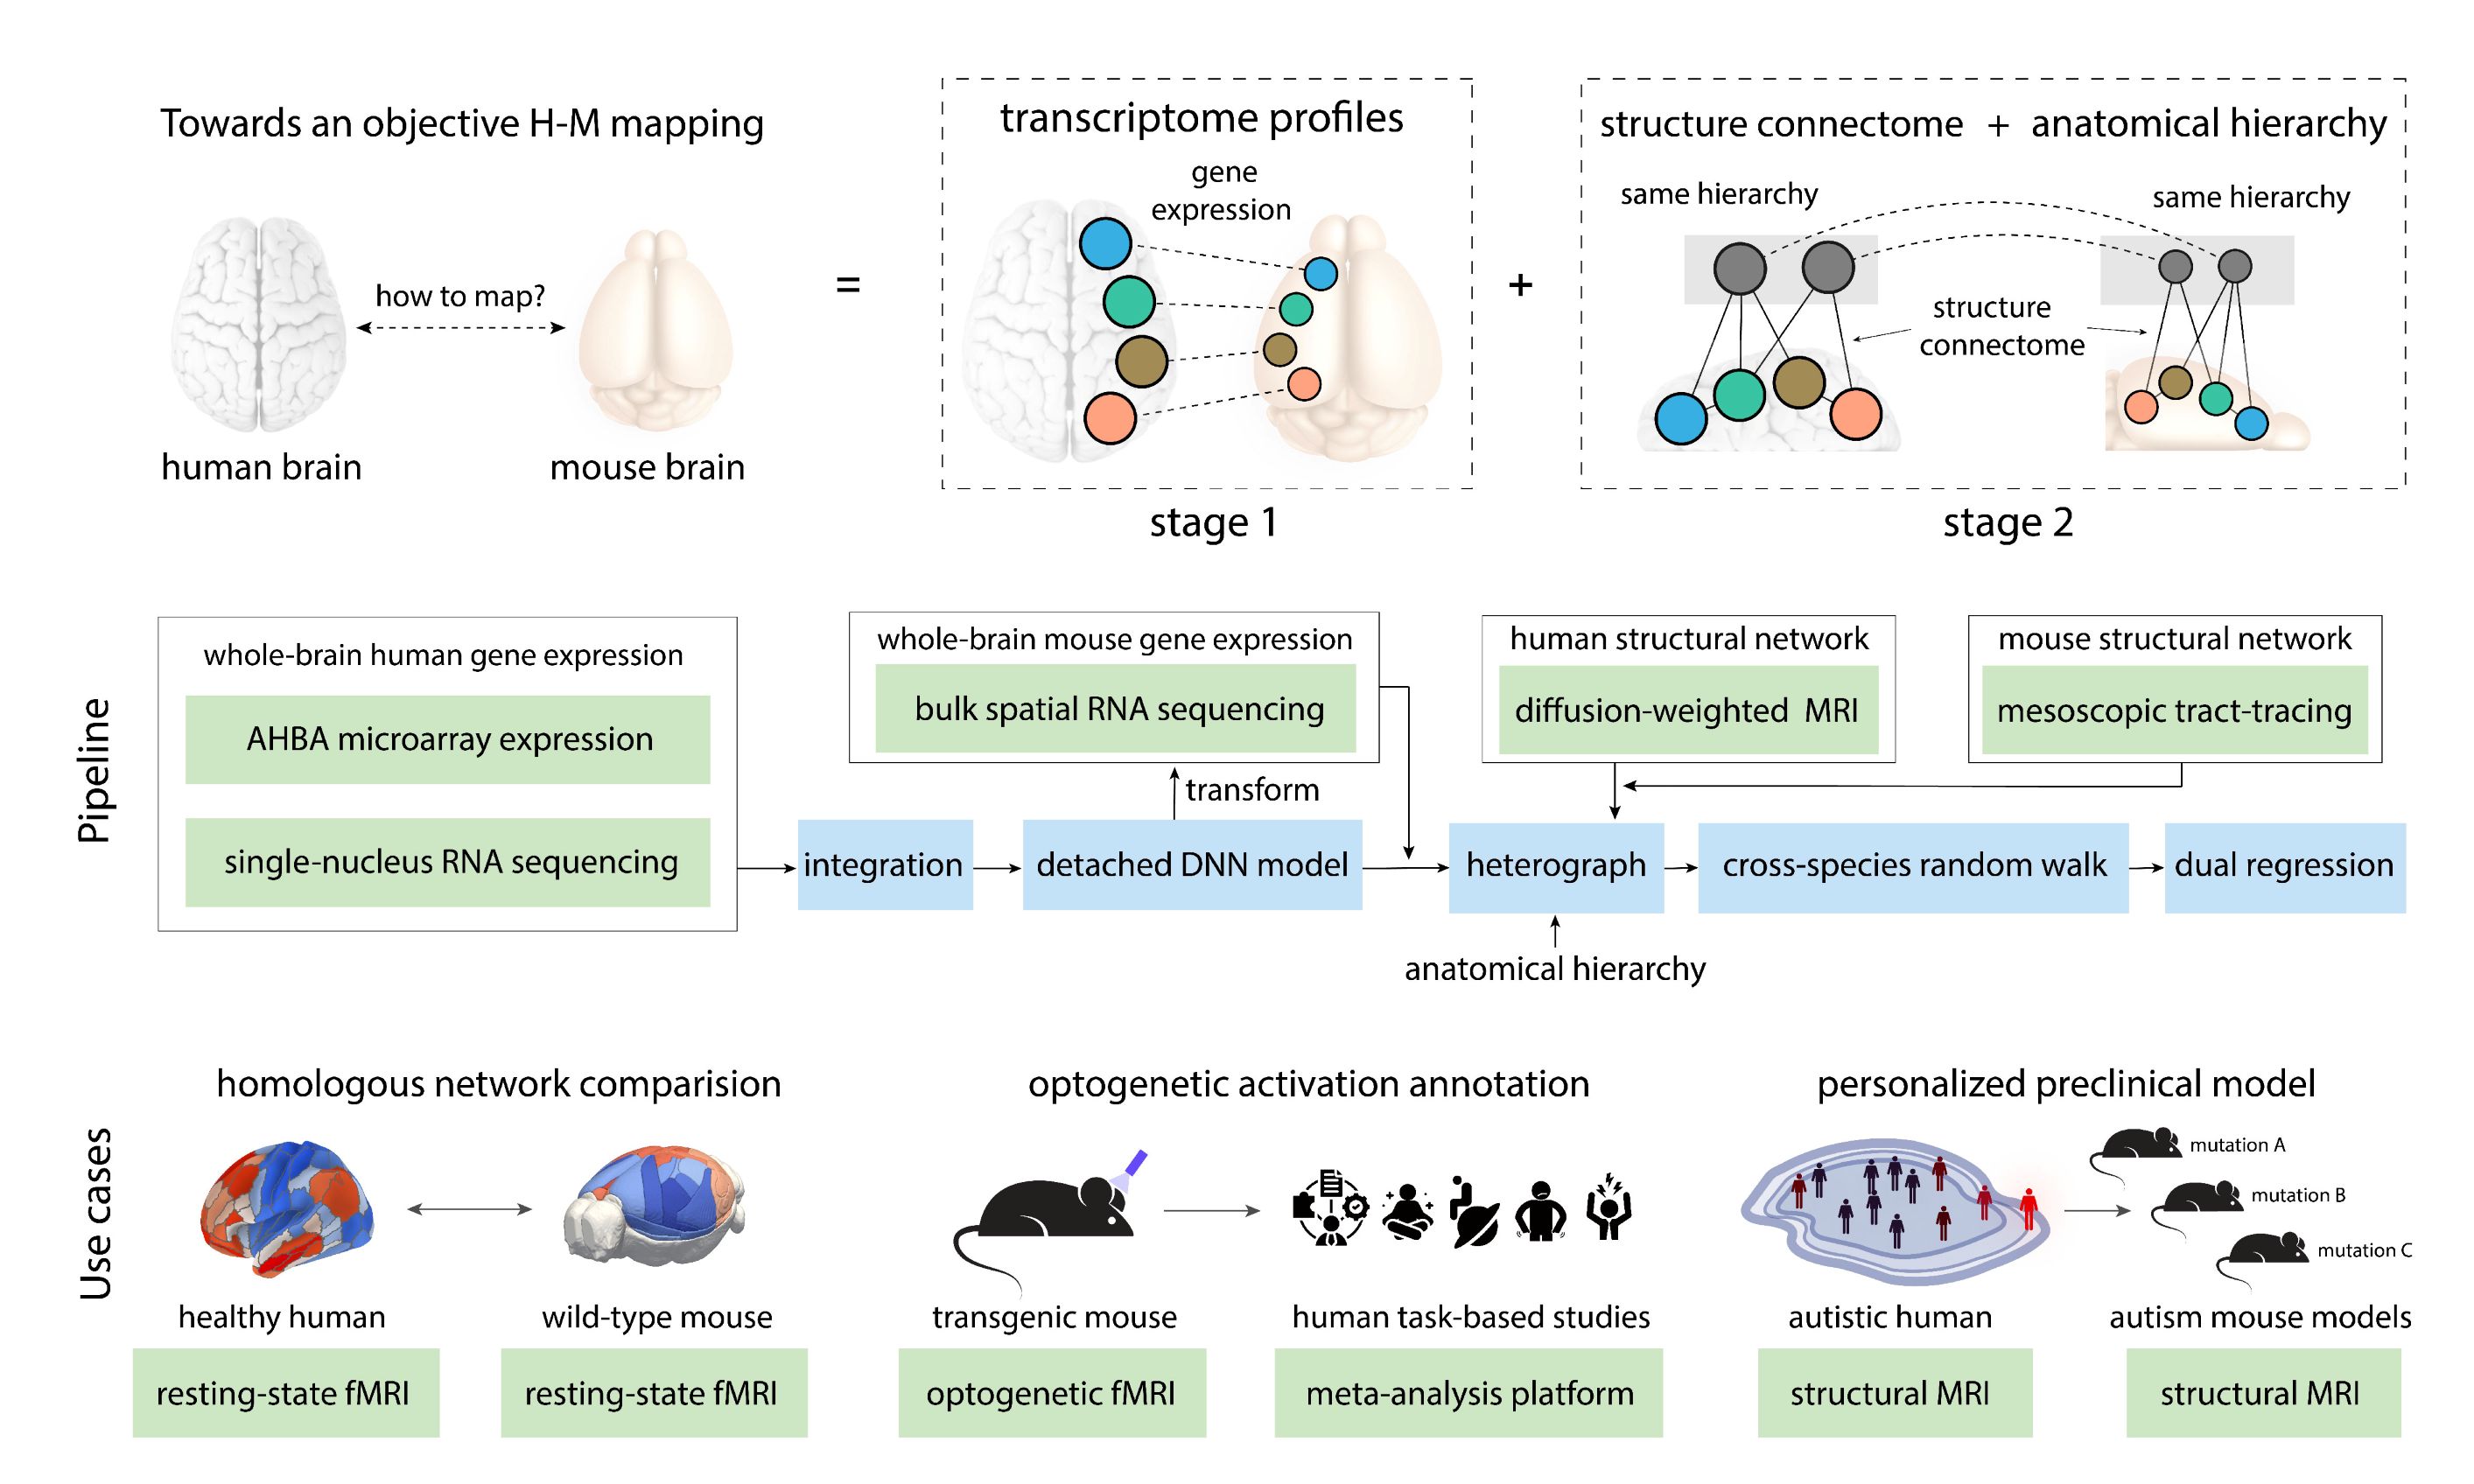 Towards an objective H-M mapping
how to map?
human brain
mouse brain
=
transcriptome profiles
gene
expression
stage 1
+
structure connectome + anatomical hierarchy
same hierarchy
same hierarchy
structure
connectome
stage 2
Pipeline
whole-brain human gene expression
AHBA microarray expression
single-nucleus RNA sequencing
whole-brain mouse gene expression
bulk spatial RNA sequencing
transform
human structural network
diffusion-weighted MRI
mouse structural network
mesoscopic tract-tracing
integration
detached DNN model
heterograph
cross-species random walk
dual regression
anatomical hierarchy
Use cases
homologous network comparision
healthy human
wild-type mouse
resting-state fMRI
resting-state fMRI
optogenetic activation annotation
transgenic mouse
human task-based studies
optogenetic fMRI
meta-analysis platform
personalized preclinical model
mutation A
mutation B
mutation C
autistic human
autism mouse models
structural MRI
structural MRI